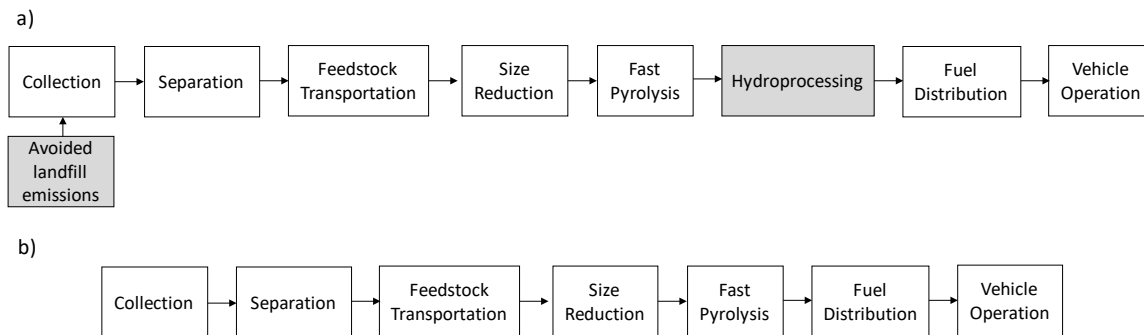 a)
Collection
Separation
Feedstock
Transportation
Size
Reduction
Fast
Pyrolysis
Hydroprocessing
Fuel
Distribution
Vehicle
Operation
Avoided
landfill
emissions
b)
Collection
Separation
Feedstock
Transportation
Size
Reduction
Fast
Pyrolysis
Fuel
Distribution
Vehicle
Operation